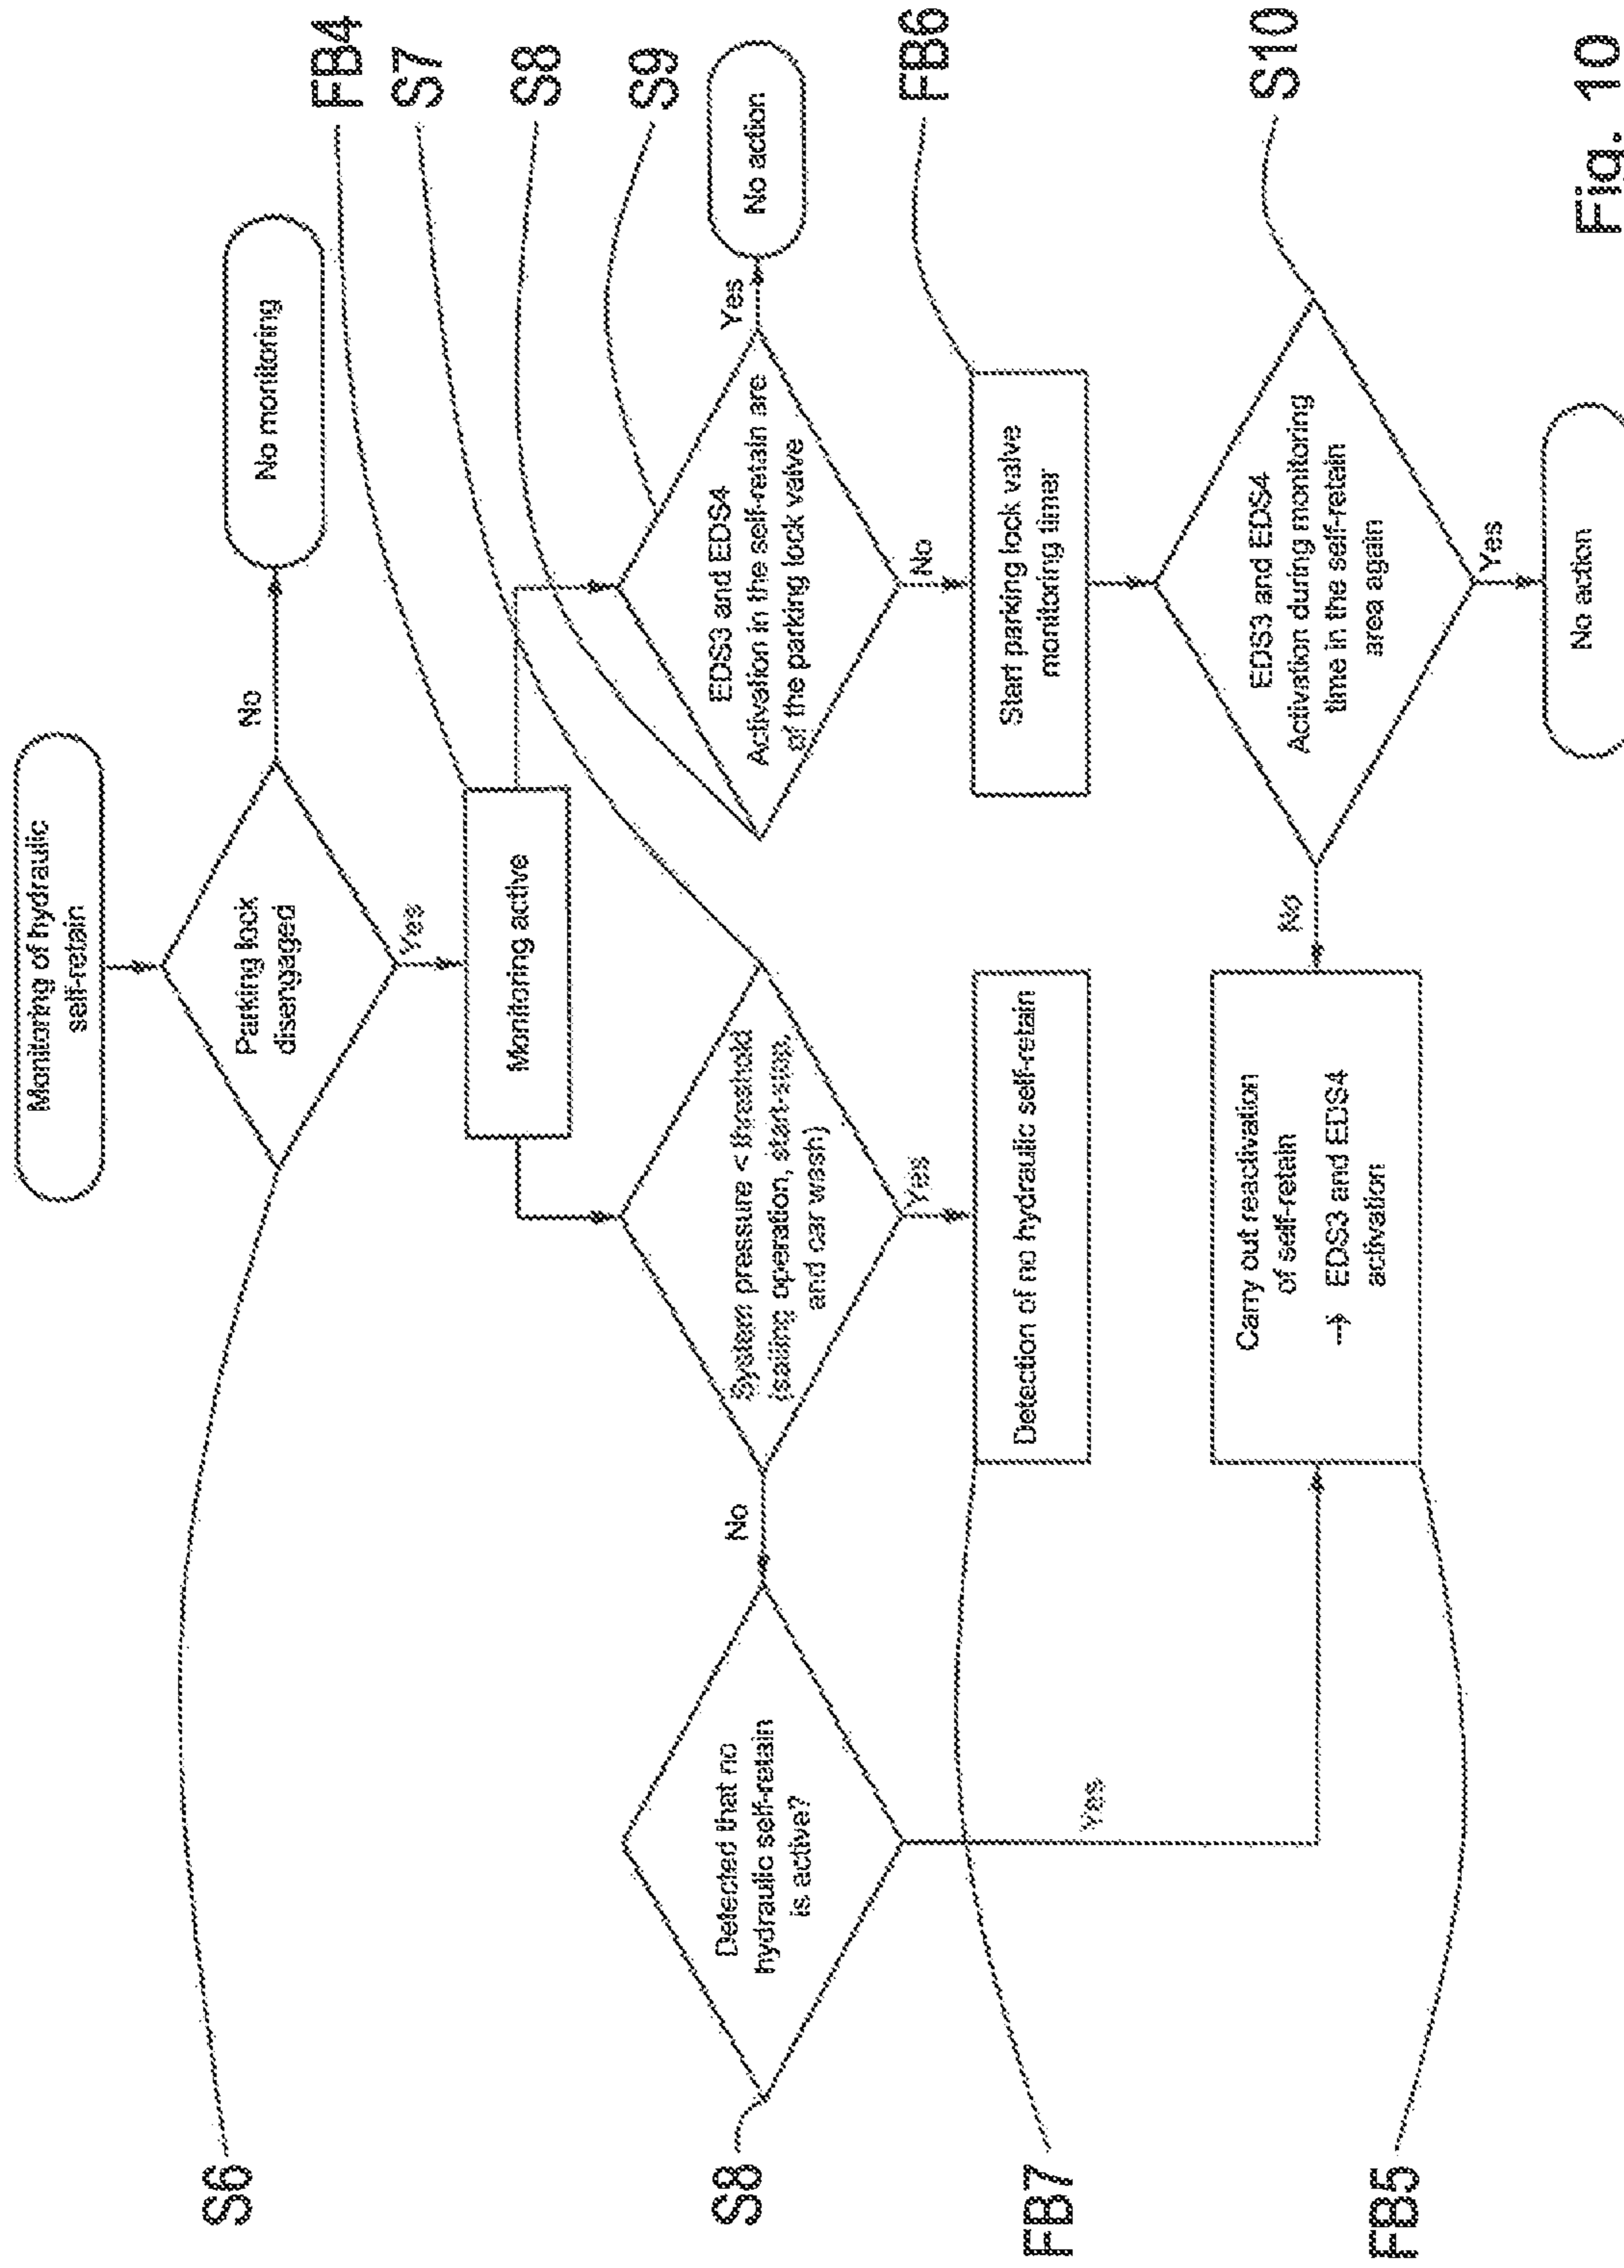 Monitoring of hydraulic
self-retain
Parking lock
disengaged
No
No monitoring
Yes
Monitoring active
System pressure < threshold
(sailing operation, start-stop,
and car wash)
No
Yes
Detected that no
hydraulic self-retain
is active?
Yes
Detection of no hydraulic self-retain
Carry out reactivation
of self-retain
→ EDS3 and EDS4
activation
EDS3 and EDS4
Activation in the self-retain are
of the parking lock valve
Yes
No action
No
Start parking lock valve
monitoring timer
EDS3 and EDS4
Activation during monitoring
time in the self-retain
area again
No
Yes
No action
S6
S8
FB7
FB5
FB4
S7
S8
S9
FB6
S10
Fig. 10